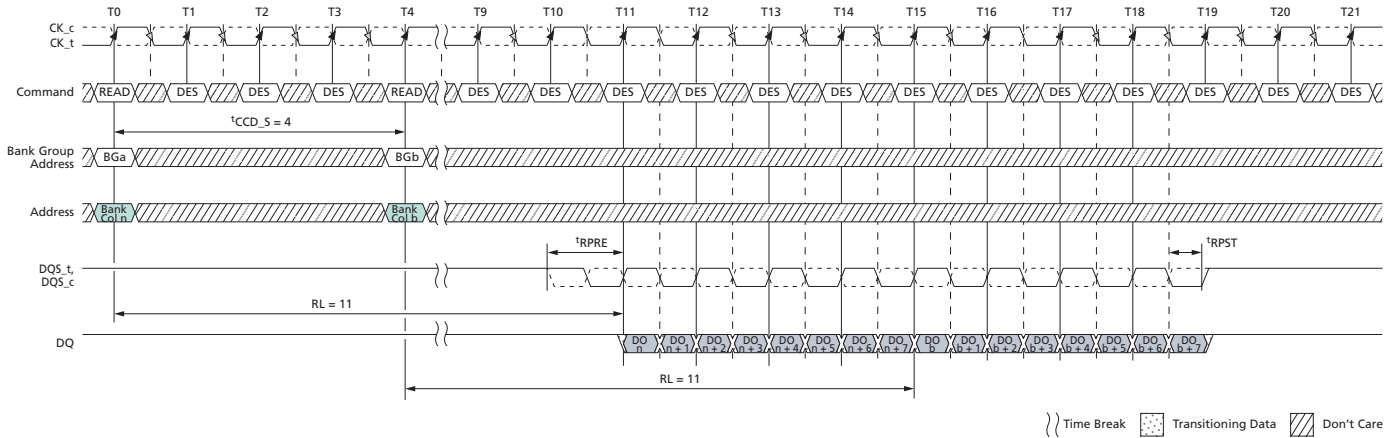 T0 T1 T2 T3 T4 T9 T10 T11 T12 T13 T14 T15 T16 T17 T18 T19 T20 T21
CK_c
CK_t
Command READ DES DES DES READ DES DES DES DES DES DES DES DES DES DES DES DES DES
tCCD_S = 4
Bank Group
Address BGa BGb
Address Bank Col n Bank Col b
tRPRE tRPST
DQS_t,
DQS_c
RL = 11
DQ DO n DO n + 1 DO n + 2 DO n + 3 DO n + 4 DO n + 5 DO n + 6 DO n + 7 DO b DO b + 1 DO b + 2 DO b + 3 DO b + 4 DO b + 5 DO b + 6 DO b + 7
RL = 11
Time Break Transitioning Data Don't Care